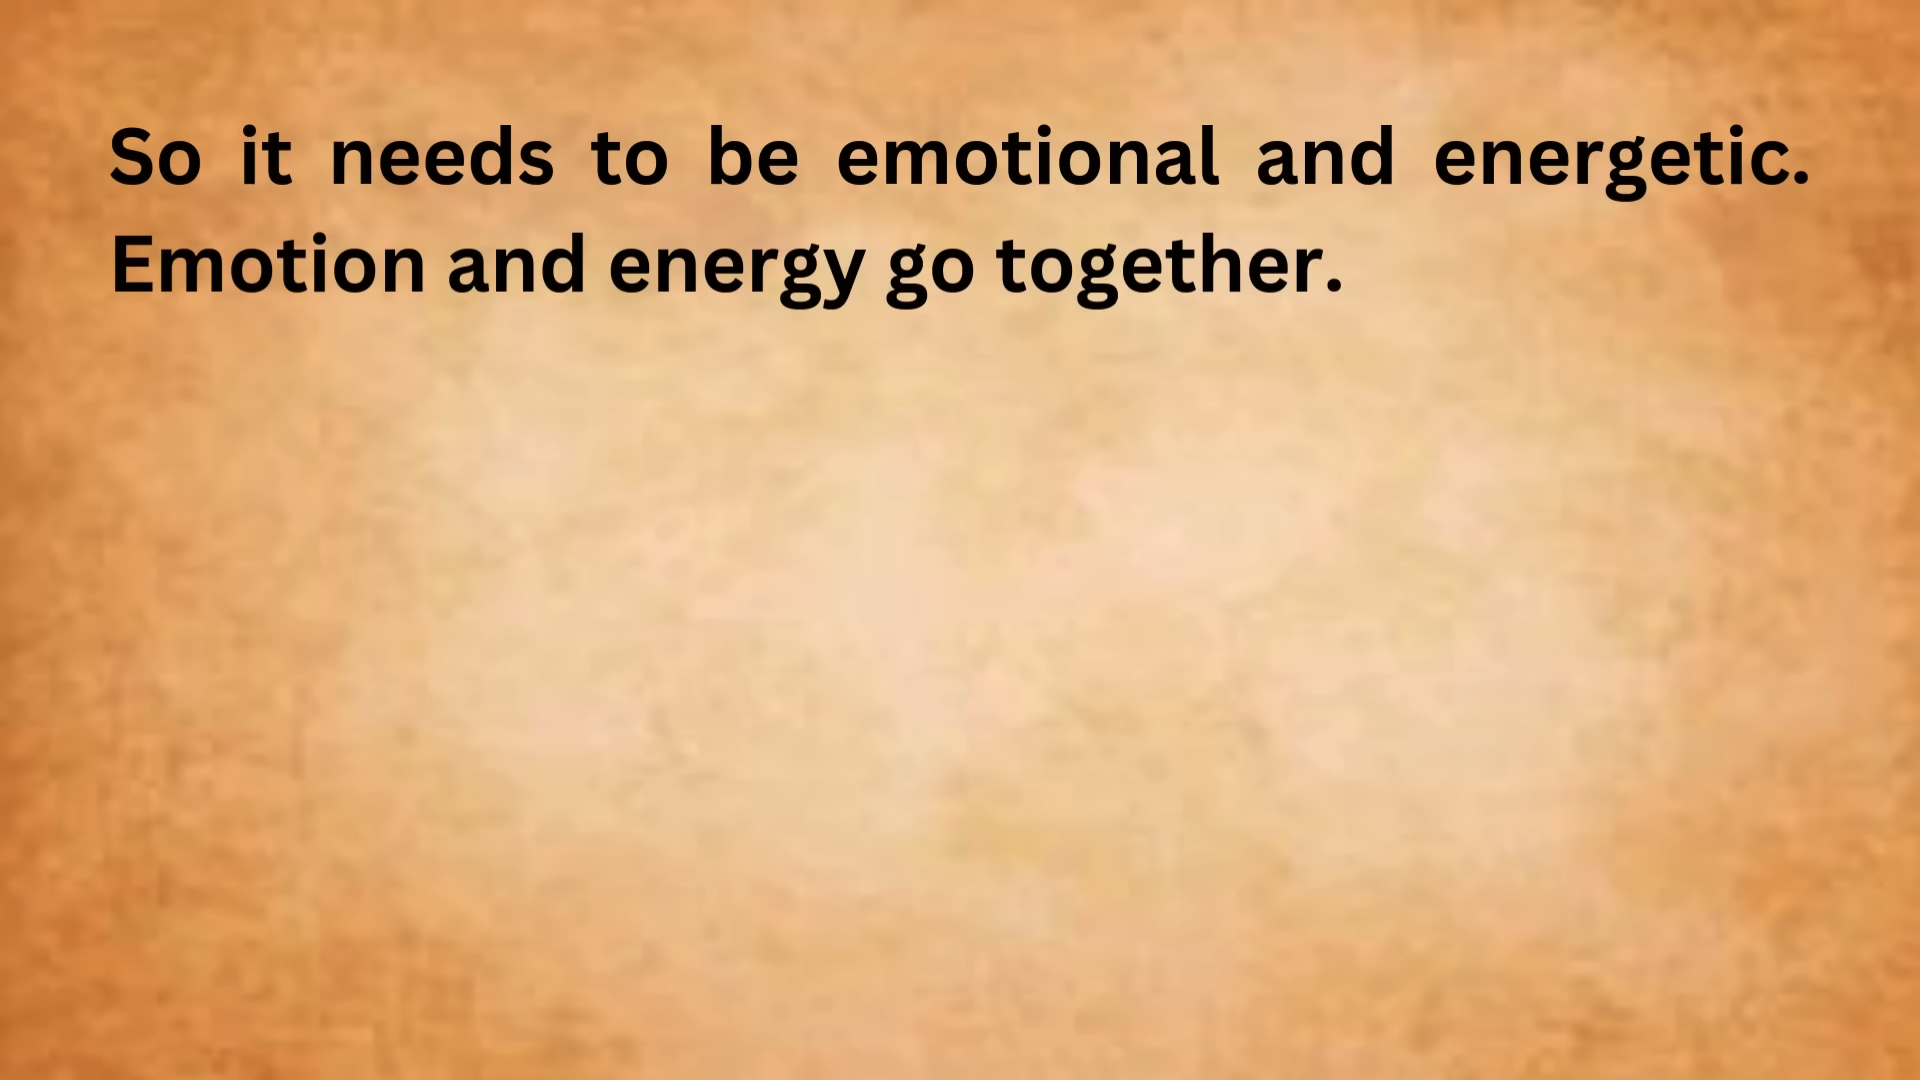 So it needs to be emotional and energetic.
Emotion and energy go together.